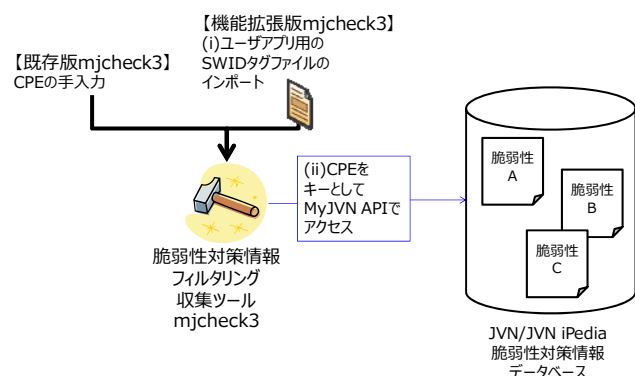 【機能拡張版mjcheck3】
(i)ユーザアプリ用の
SWIDタグファイルの
インポート
【既存版mjcheck3】
CPEの手入力
(ii)CPEを
キーとして
MyJVN APIで
アクセス
脆弱性対策情報
フィルタリング
収集ツール
mjcheck3
脆弱性
A
脆弱性
B
脆弱性
C
JVN/JVN iPedia
脆弱性対策情報
データベース